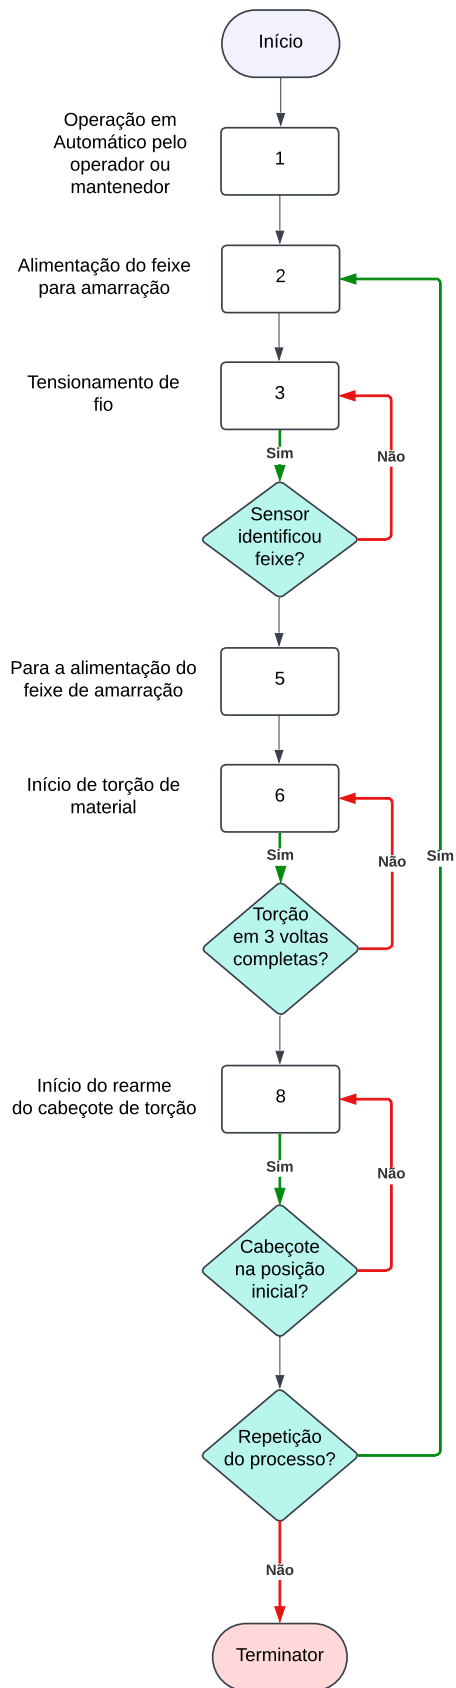 Início
Operação em
Automático pelo
operador ou
mantenedor
1
Alimentação do feixe
para amarração
2
Tensionamento de
fio
3
Sim
Não
Sensor
identificou
feixe?
Para a alimentação do
feixe de amarração
5
Início de torção de
material
6
Sim
Não
Sim
Torção
em 3 voltas
completas?
Início do rearme
do cabeçote de torção
8
Sim
Não
Cabeçote
na posição
inicial?
Repetição
do processo?
Não
Terminator